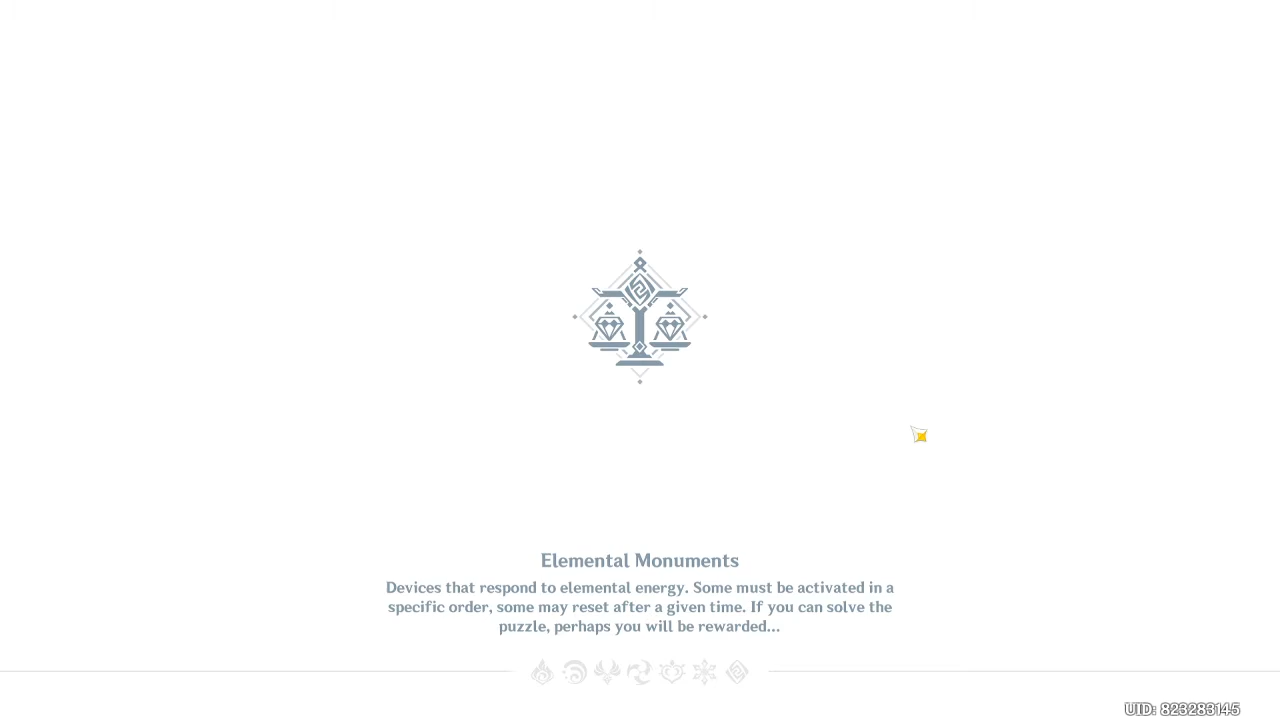 Elemental Monuments
Devices that respond to elemental energy. Some must be activated in a
specific order, some may reset after a given time. If you can solve the
puzzle, perhaps you will be rewarded...
UID: 823283145